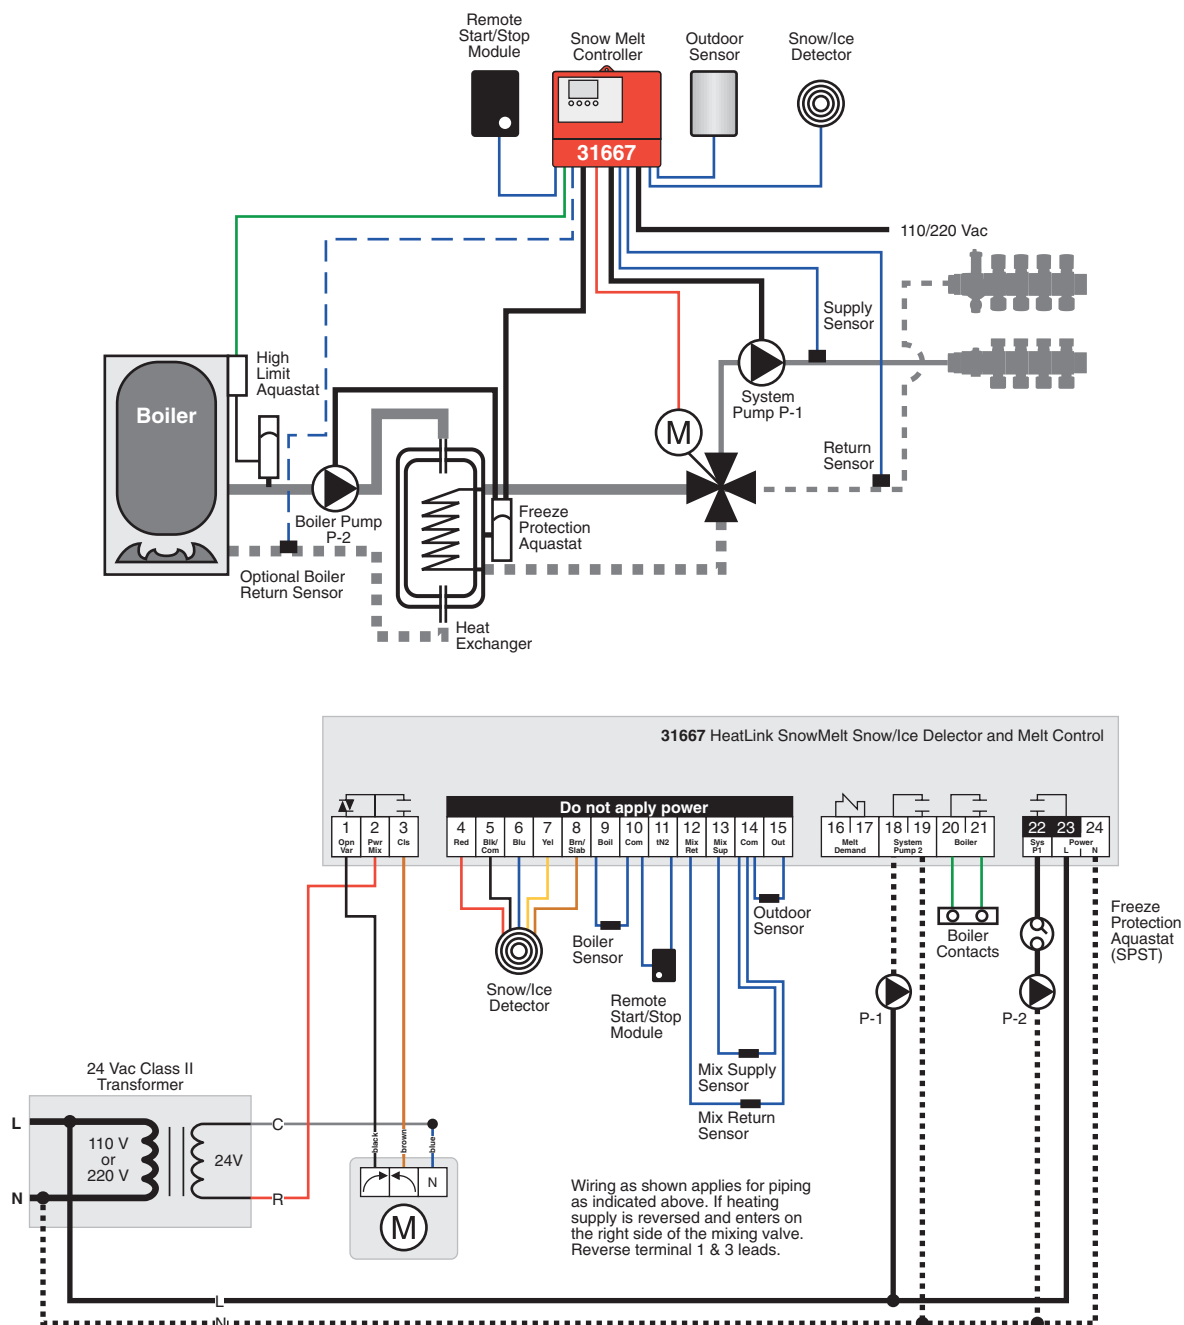 Remote
Start/Stop
Module
Snow Melt
Controller
Outdoor
Sensor
Snow/Ice
Detector
31667
110/220 Vac
Supply
Sensor
High
Limit
Aquastat
Boiler
System
Pump P-1
M
Return
Sensor
Boiler Pump
P-2
Freeze
Protection
Aquastat
Optional Boiler
Return Sensor
Heat
Exchanger
31667 HeatLink SnowMelt Snow/Ice Delector and Melt Control
Do not apply power
1 2 3 4 5 6 7 8 9 10 11 12 13 14 15 16 17 18 19 20 21 22 23 24
Opn
Var
Pwr
Mix
Cls
Red
Blk/
Com
Blu
Yel
Brn/
Slab
Boil
Com
tN2
Mix
Ret
Mix
Sup
Com
Out
Melt
Demand
System
Pump 2
Boiler
Sys
P1
Power
L N
Snow/Ice
Detector
Boiler
Sensor
Remote
Start/Stop
Module
Outdoor
Sensor
Mix Supply
Sensor
Mix Return
Sensor
Boiler
Contacts
P-1
P-2
Freeze
Protection
Aquastat
(SPST)
24 Vac Class II
Transformer
L
N
110 V
or
220 V
24V
C
R
black
brown
blue
N
M
Wiring as shown applies for piping
as indicated above. If heating
supply is reversed and enters on
the right side of the mixing valve.
Reverse terminal 1 & 3 leads.
L
N